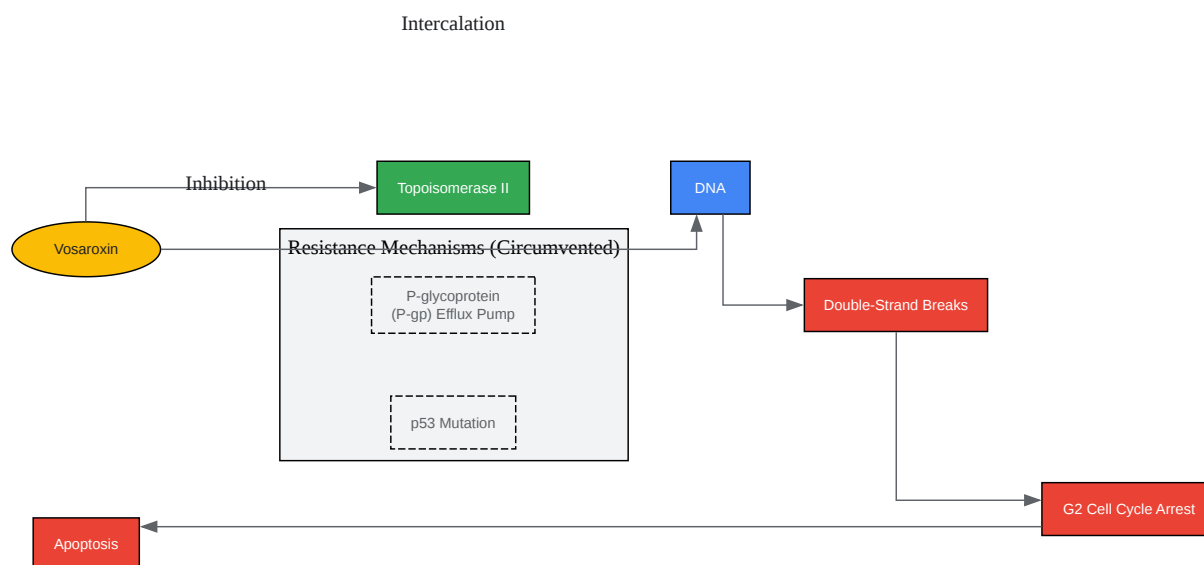 Intercalation
Inhibition
Topoisomerase II
DNA
Vosaroxin
Resistance Mechanisms (Circumvented)
P-glycoprotein
(P-gp) Efflux Pump
Double-Strand Breaks
p53 Mutation
G2 Cell Cycle Arrest
Apoptosis